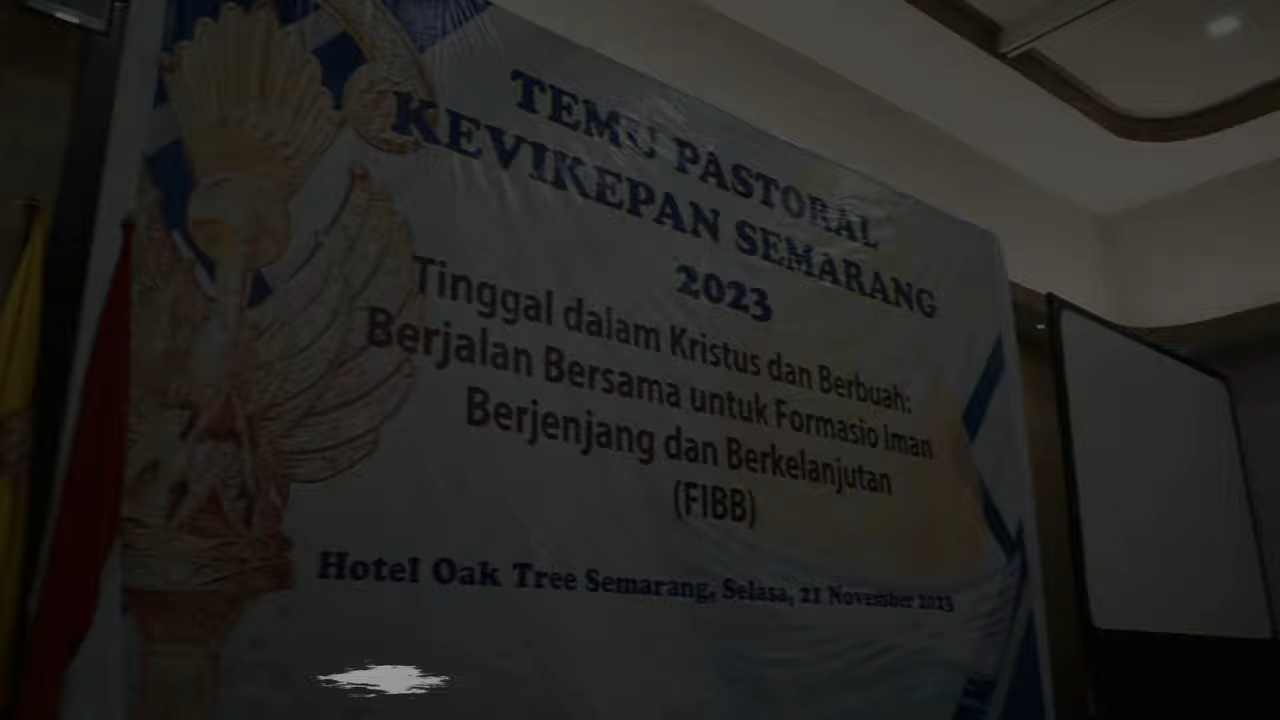 TEMU PASTORAL
KEVIKEPAN SEMARANG
2023
Tinggal dalam Kristus dan Berbuah:
Berjalan Bersama untuk Formasio Iman
Berjenjang dan Berkelanjutan
(FIBB)
Hotel Oak Tree Semarang, Selasa, 21 November 2023